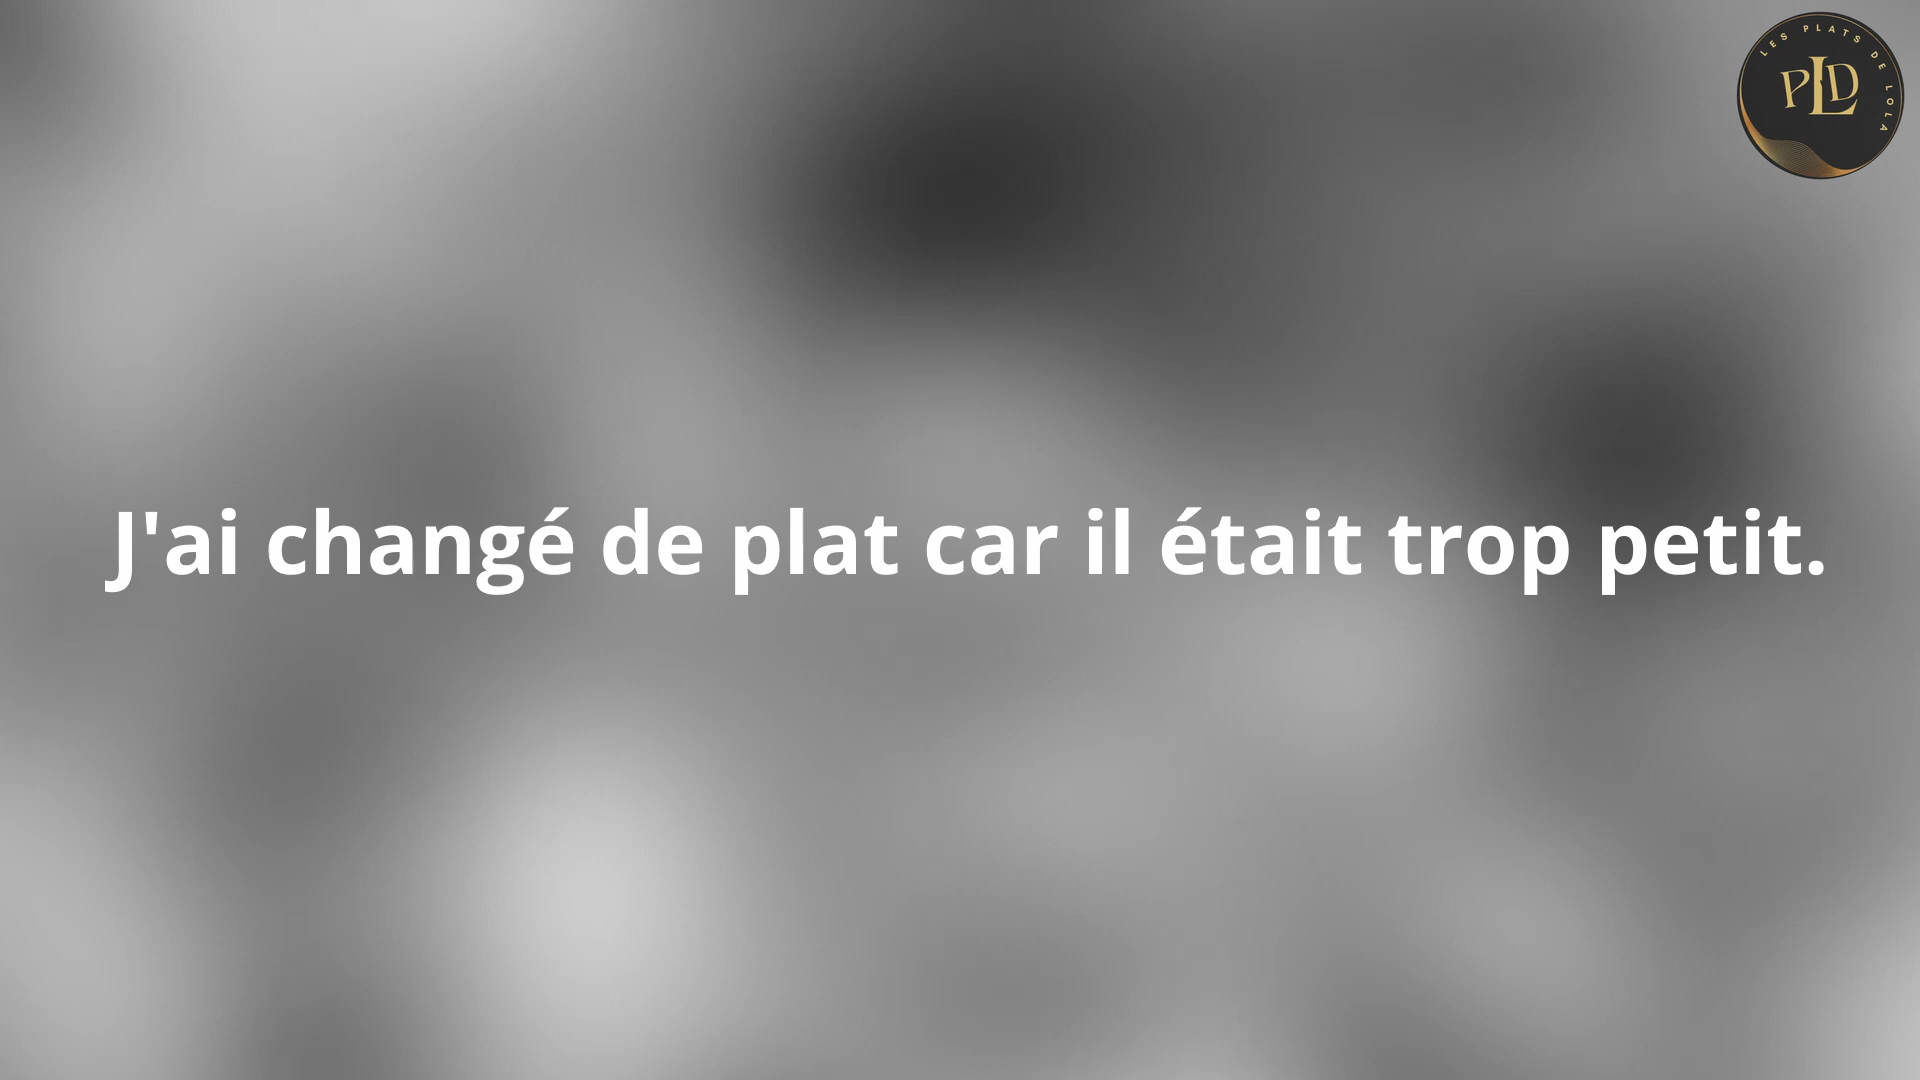 LES PLATS DE LOLA
PLD
J'ai changé de plat car il était trop petit.